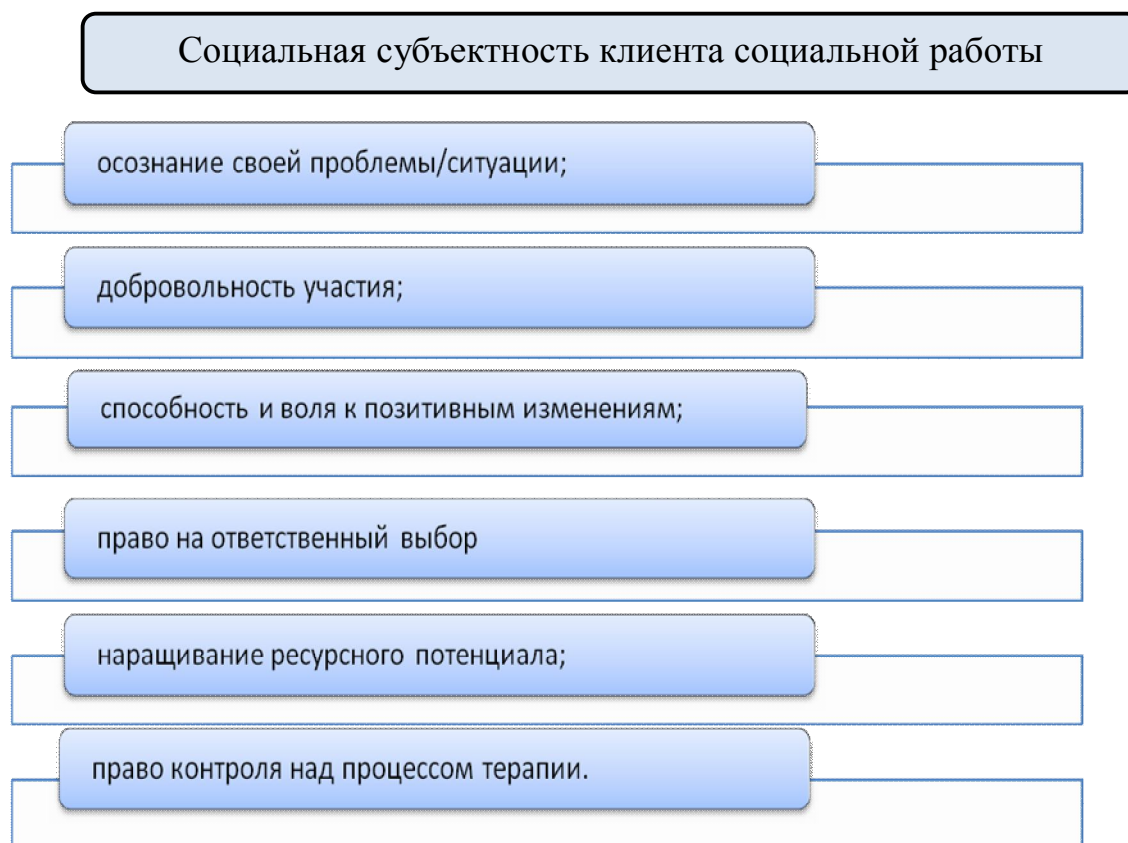 Социальная субъектность клиента социальной работы
осознание своей проблемы/ситуации;
добровольность участия;
способность и воля к позитивным изменениям;
право на ответственный выбор
наращивание ресурсного потенциала;
право контроля над процессом терапии.